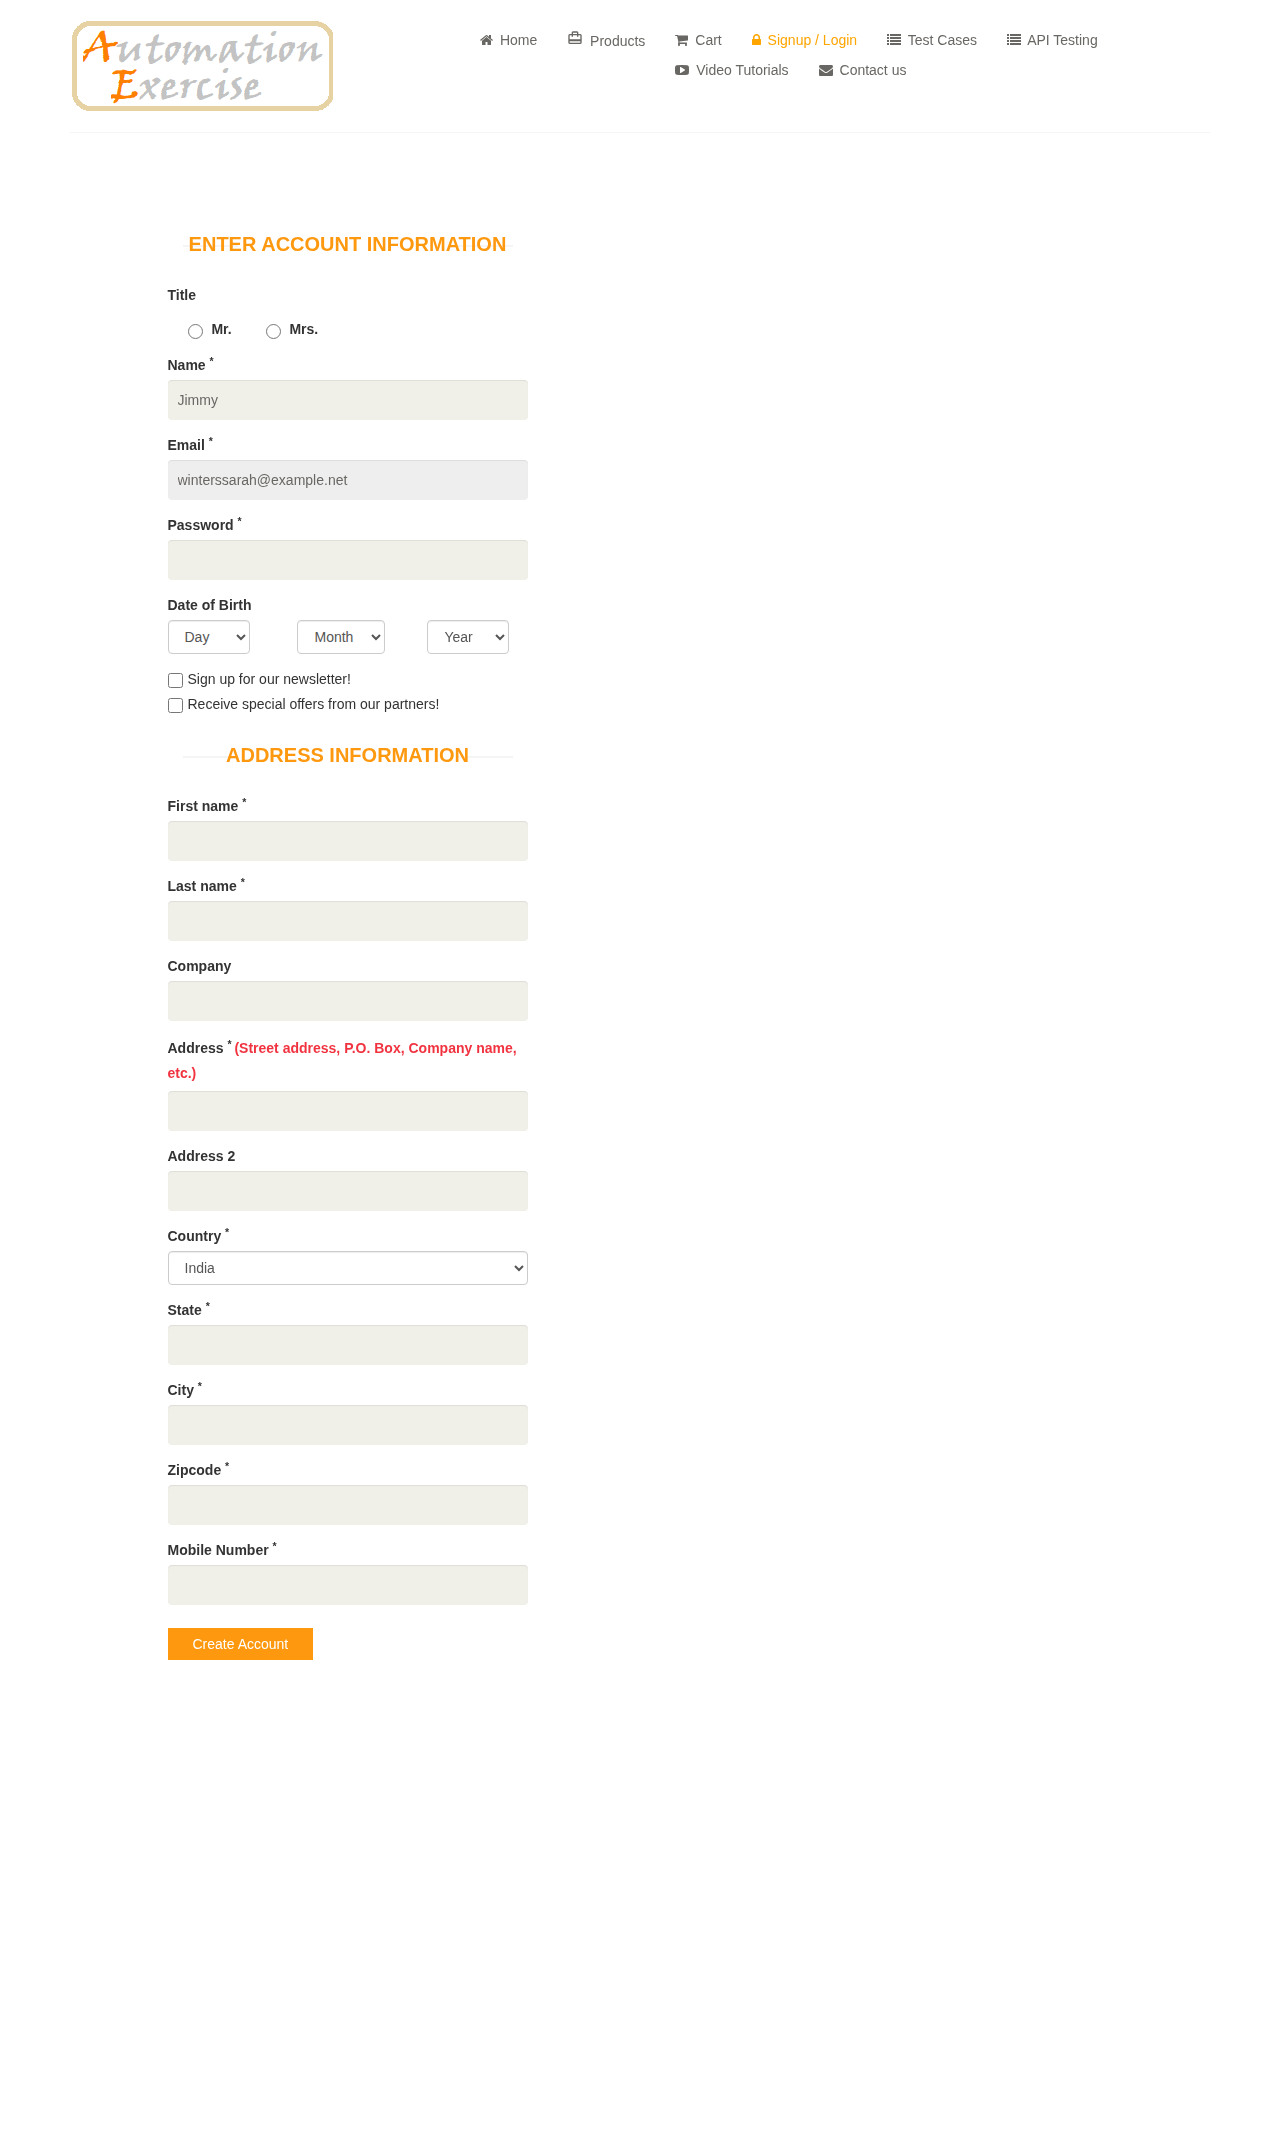 Automation
Exercise
Home Products Cart Signup / Login Test Cases API Testing
Video Tutorials Contact us
ENTER ACCOUNT INFORMATION
Title
Mr. Mrs.
Name *
Jimmy
Email *
winterssarah@example.net
Password *
Date of Birth
Day Month Year
Sign up for our newsletter!
Receive special offers from our partners!
ADDRESS INFORMATION
First name *
Last name *
Company
Address * (Street address, P.O. Box, Company name,
etc.)
Address 2
Country *
India
State *
City *
Zipcode *
Mobile Number *
Create Account